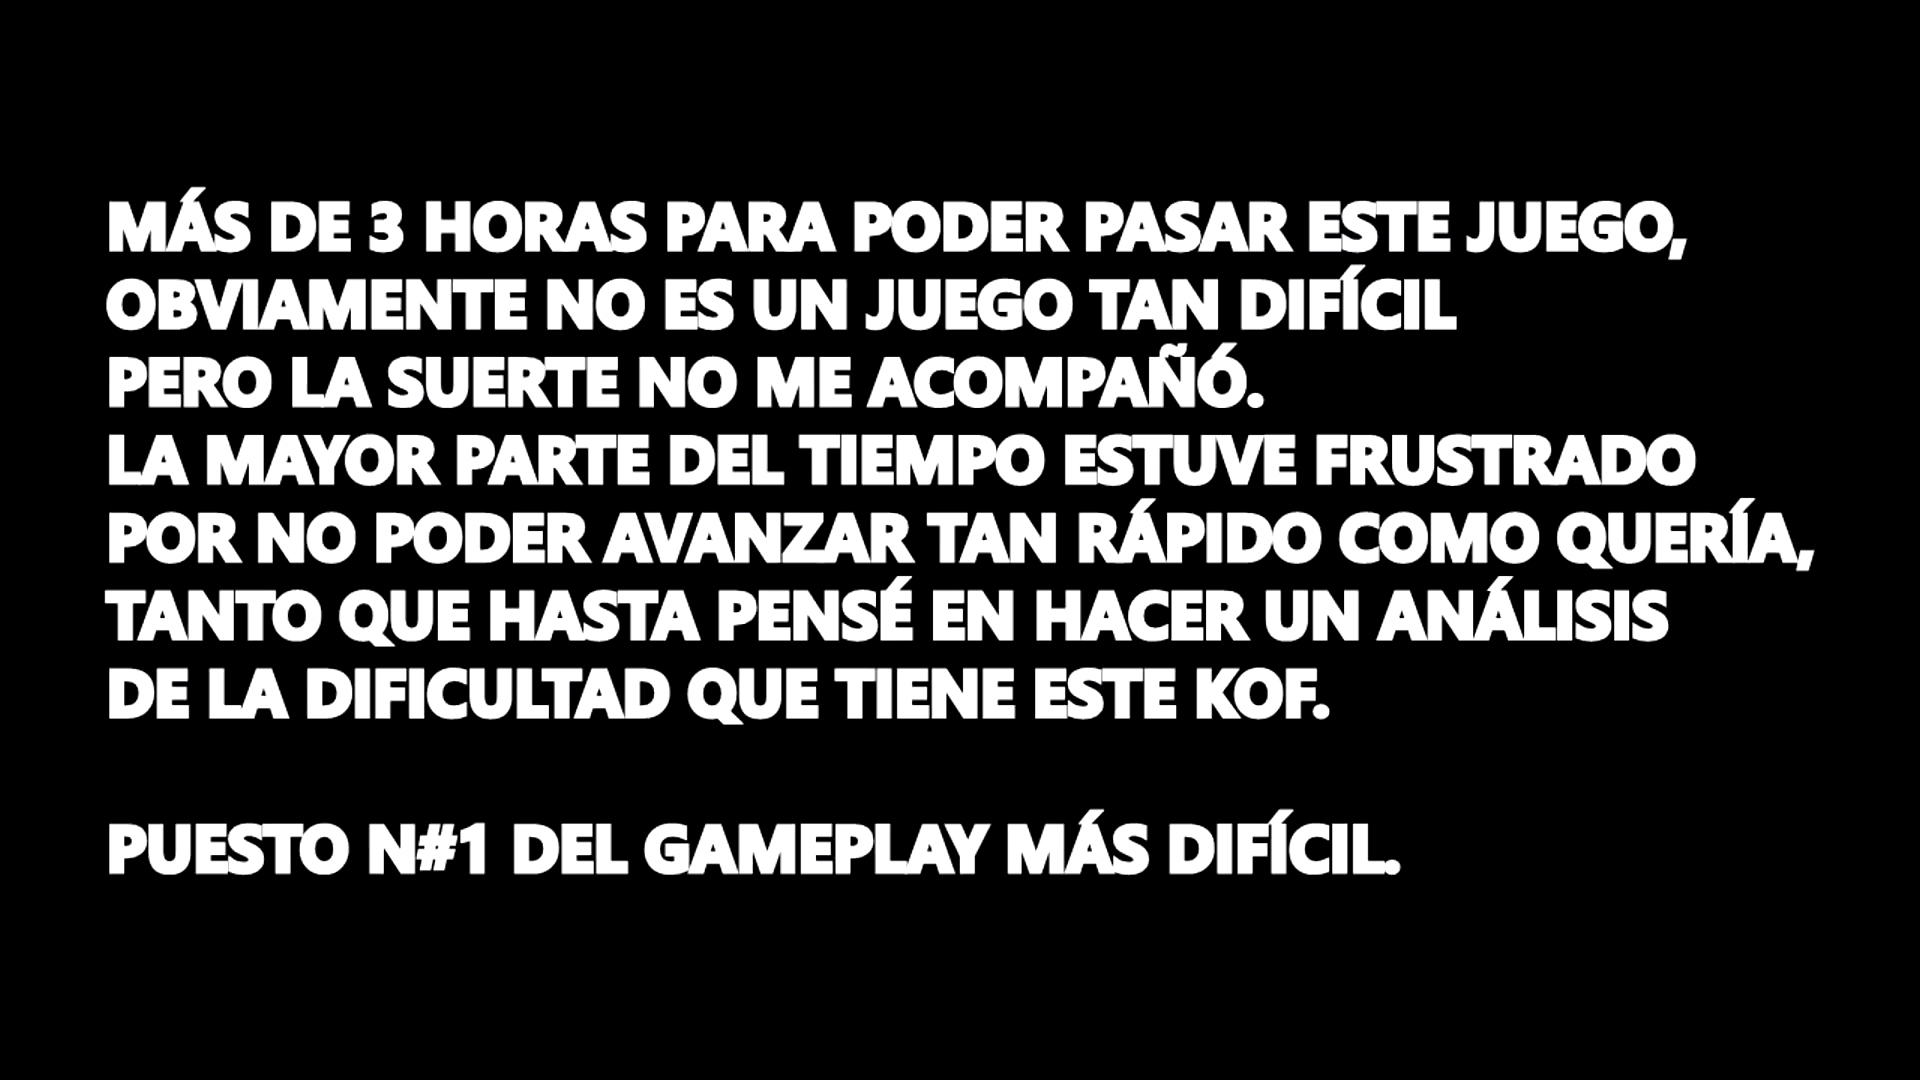 MÁS DE 3 HORAS PARA PODER PASAR ESTE JUEGO,
OBVIAMENTE NO ES UN JUEGO TAN DIFÍCIL
PERO LA SUERTE NO ME ACOMPAÑÓ.
LA MAYOR PARTE DEL TIEMPO ESTUVE FRUSTRADO
POR NO PODER AVANZAR TAN RÁPIDO COMO QUERÍA,
TANTO QUE HASTA PENSÉ EN HACER UN ANÁLISIS
DE LA DIFICULTAD QUE TIENE ESTE KOF.
PUESTO N#1 DEL GAMEPLAY MÁS DIFÍCIL.